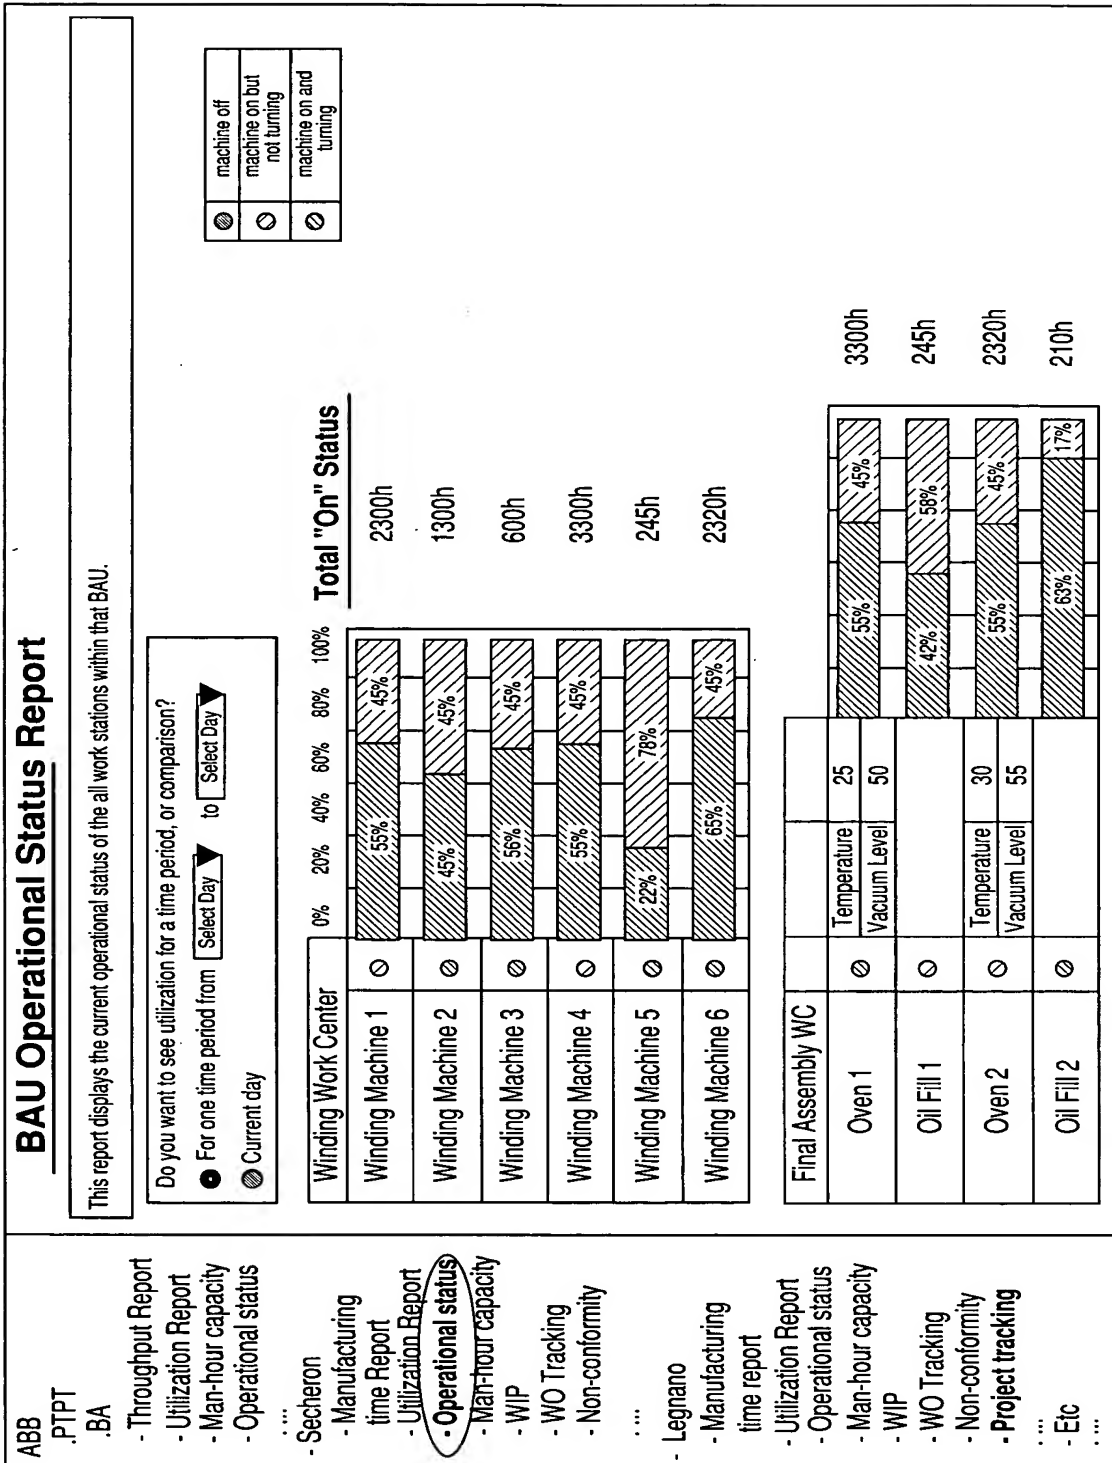 BAU Operational Status Report
This report displays the current operational status of the all work stations within that BAU.
ABB
.PTPT
.BA
- Throughput Report
- Utilization Report
- Man-hour capacity
- Operational status
....
- Secheron
- Manufacturing
time Report
- Utilization Report
- Operational status
- Man-hour capacity
- WIP
- WO Tracking
- Non-conformity
....
- Legnano
- Manufacturing
time report
- Utilization Report
- Operational status
- Man-hour capacity
- WIP
- WO Tracking
- Non-conformity
- Project tracking
....
- Etc
....
Do you want to see utilization for a time period, or comparison?
For one time period from Select Day to Select Day
Current day
machine off
machine on but
not turning
machine on and
turning
Winding Work Center 0% 20% 40% 60% 80% 100% Total "On" Status
Winding Machine 1 55% 45% 2300h
Winding Machine 2 45% 45% 1300h
Winding Machine 3 56% 45% 600h
Winding Machine 4 55% 45% 3300h
Winding Machine 5 22% 78% 245h
Winding Machine 6 65% 45% 2320h
Final Assembly WC
Oven 1 Temperature 25 55% 45% 3300h
Vacuum Level 50
Oil Fill 1 42% 58% 245h
Oven 2 Temperature 30 55% 45% 2320h
Vacuum Level 55
Oil Fill 2 63% 17% 210h